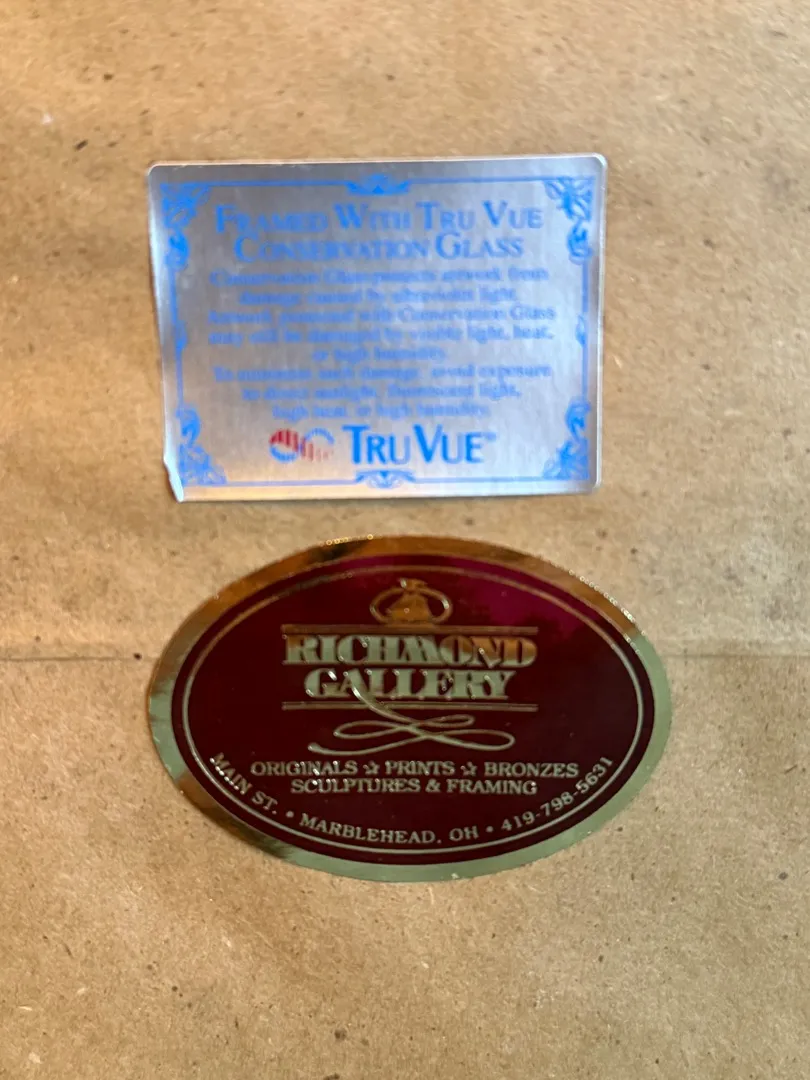 FRAMED WITH TRU VUE
CONSERVATION GLASS
Conservation Glass protects artwork from
damage caused by ultraviolet light.
Artwork protected with Conservation Glass
may still be damaged by visible light, heat,
or high humidity.
To minimize such damage, avoid exposure
to direct sunlight, fluorescent light,
high heat, or high humidity.
TRU VUE™
RICHMOND
GALLERY
ORIGINALS ☆ PRINTS ☆ BRONZES
SCULPTURES & FRAMING
MAIN ST. • MARBLEHEAD, OH • 419-798-5631